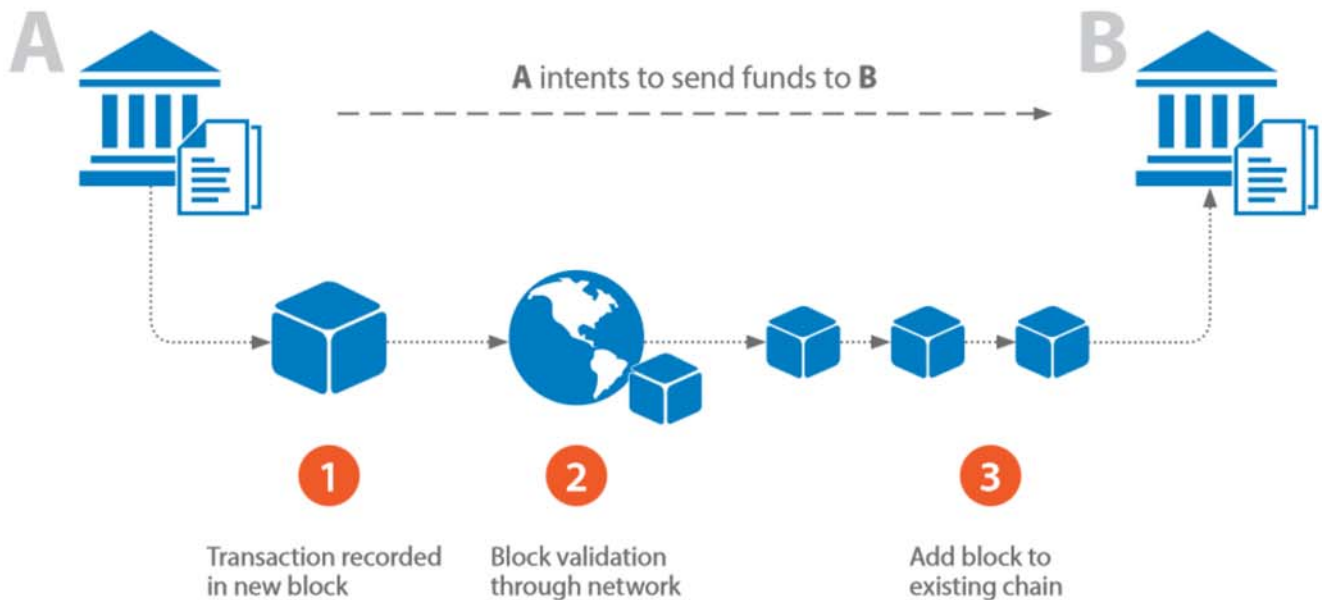 A
B
A intents to send funds to B
1
2
3
Transaction recorded
in new block
Block validation
through network
Add block to
existing chain